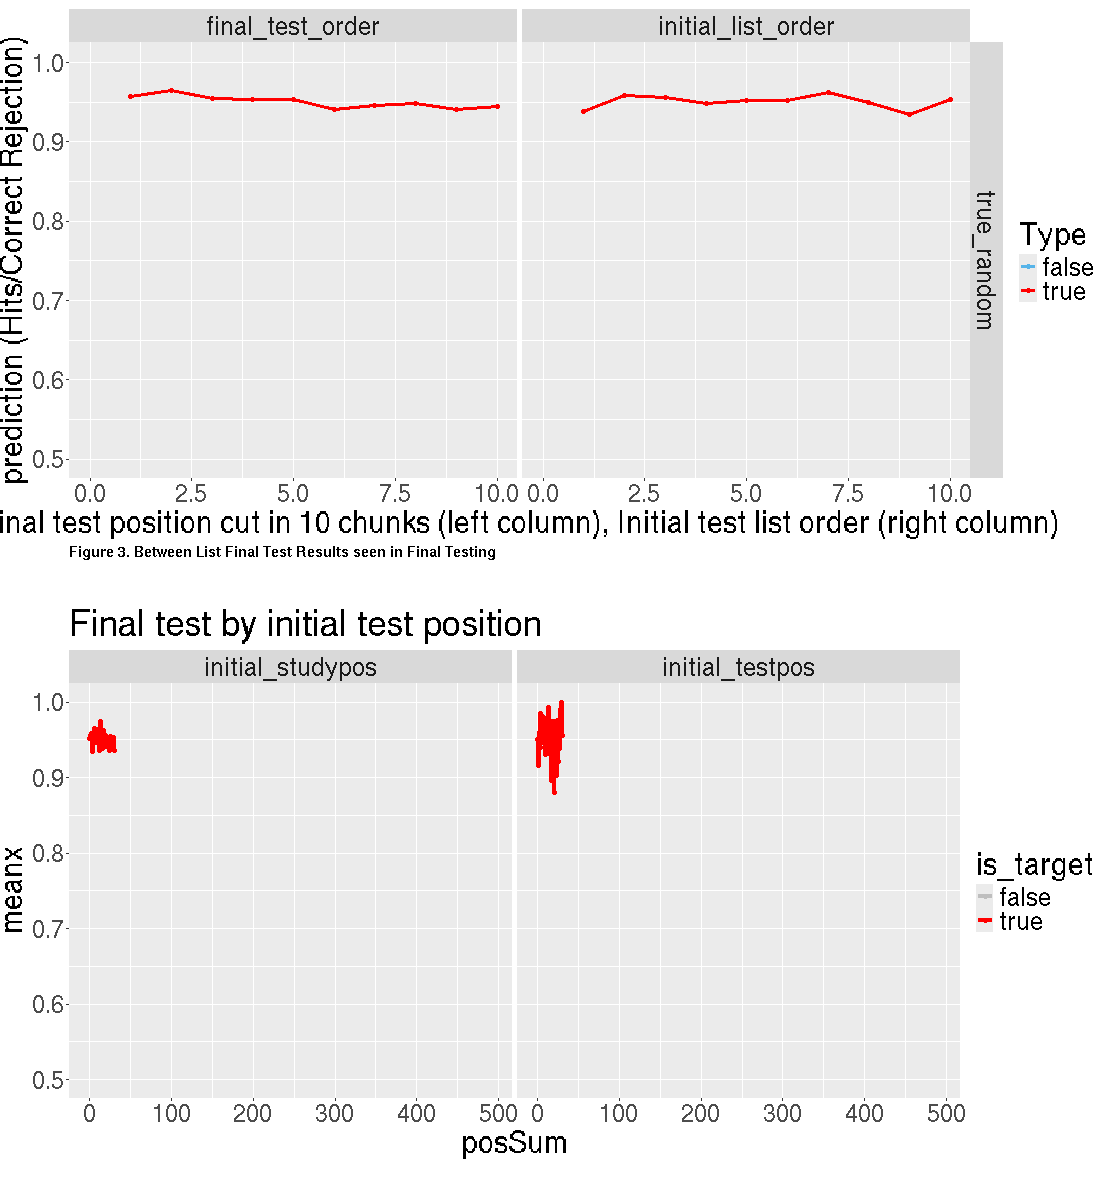 final_test_order initial_list_order
1.0
0.9
0.8
0.7
0.6
0.5
prediction (Hits/Correct Rejection)
true_random
Type
false
true
0.0 2.5 5.0 7.5 10.0 0.0 2.5 5.0 7.5 10.0
inal test position cut in 10 chunks (left column), Initial test list order (right column)
Figure 3. Between List Final Test Results seen in Final Testing
Final test by initial test position
initial_studypos initial_testpos
1.0
0.9
0.8
0.7
0.6
0.5
meanx
is_target
false
true
0 100 200 300 400 500 0 100 200 300 400 500
posSum